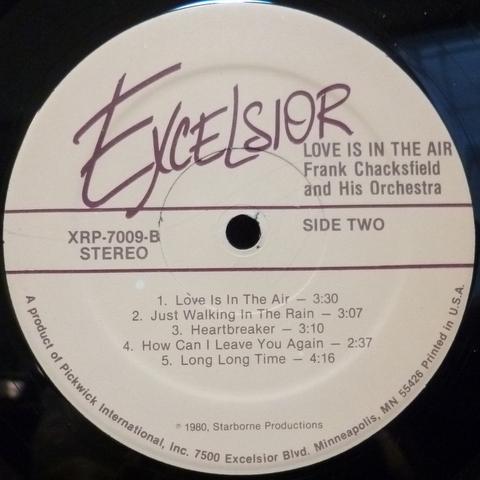 EXCELSIOR
LOVE IS IN THE AIR
Frank Chacksfield
and His Orchestra
XRP-7009-B
STEREO
SIDE TWO
1. Love Is In The Air — 3:30
2. Just Walking In The Rain — 3:07
3. Heartbreaker — 3:10
4. How Can I Leave You Again — 2:37
5. Long Long Time — 4:16
℗ 1980, Starborne Productions
A product of Pickwick International, Inc. 7500 Excelsior Blvd. Minneapolis, MN 55426 Printed in U.S.A.